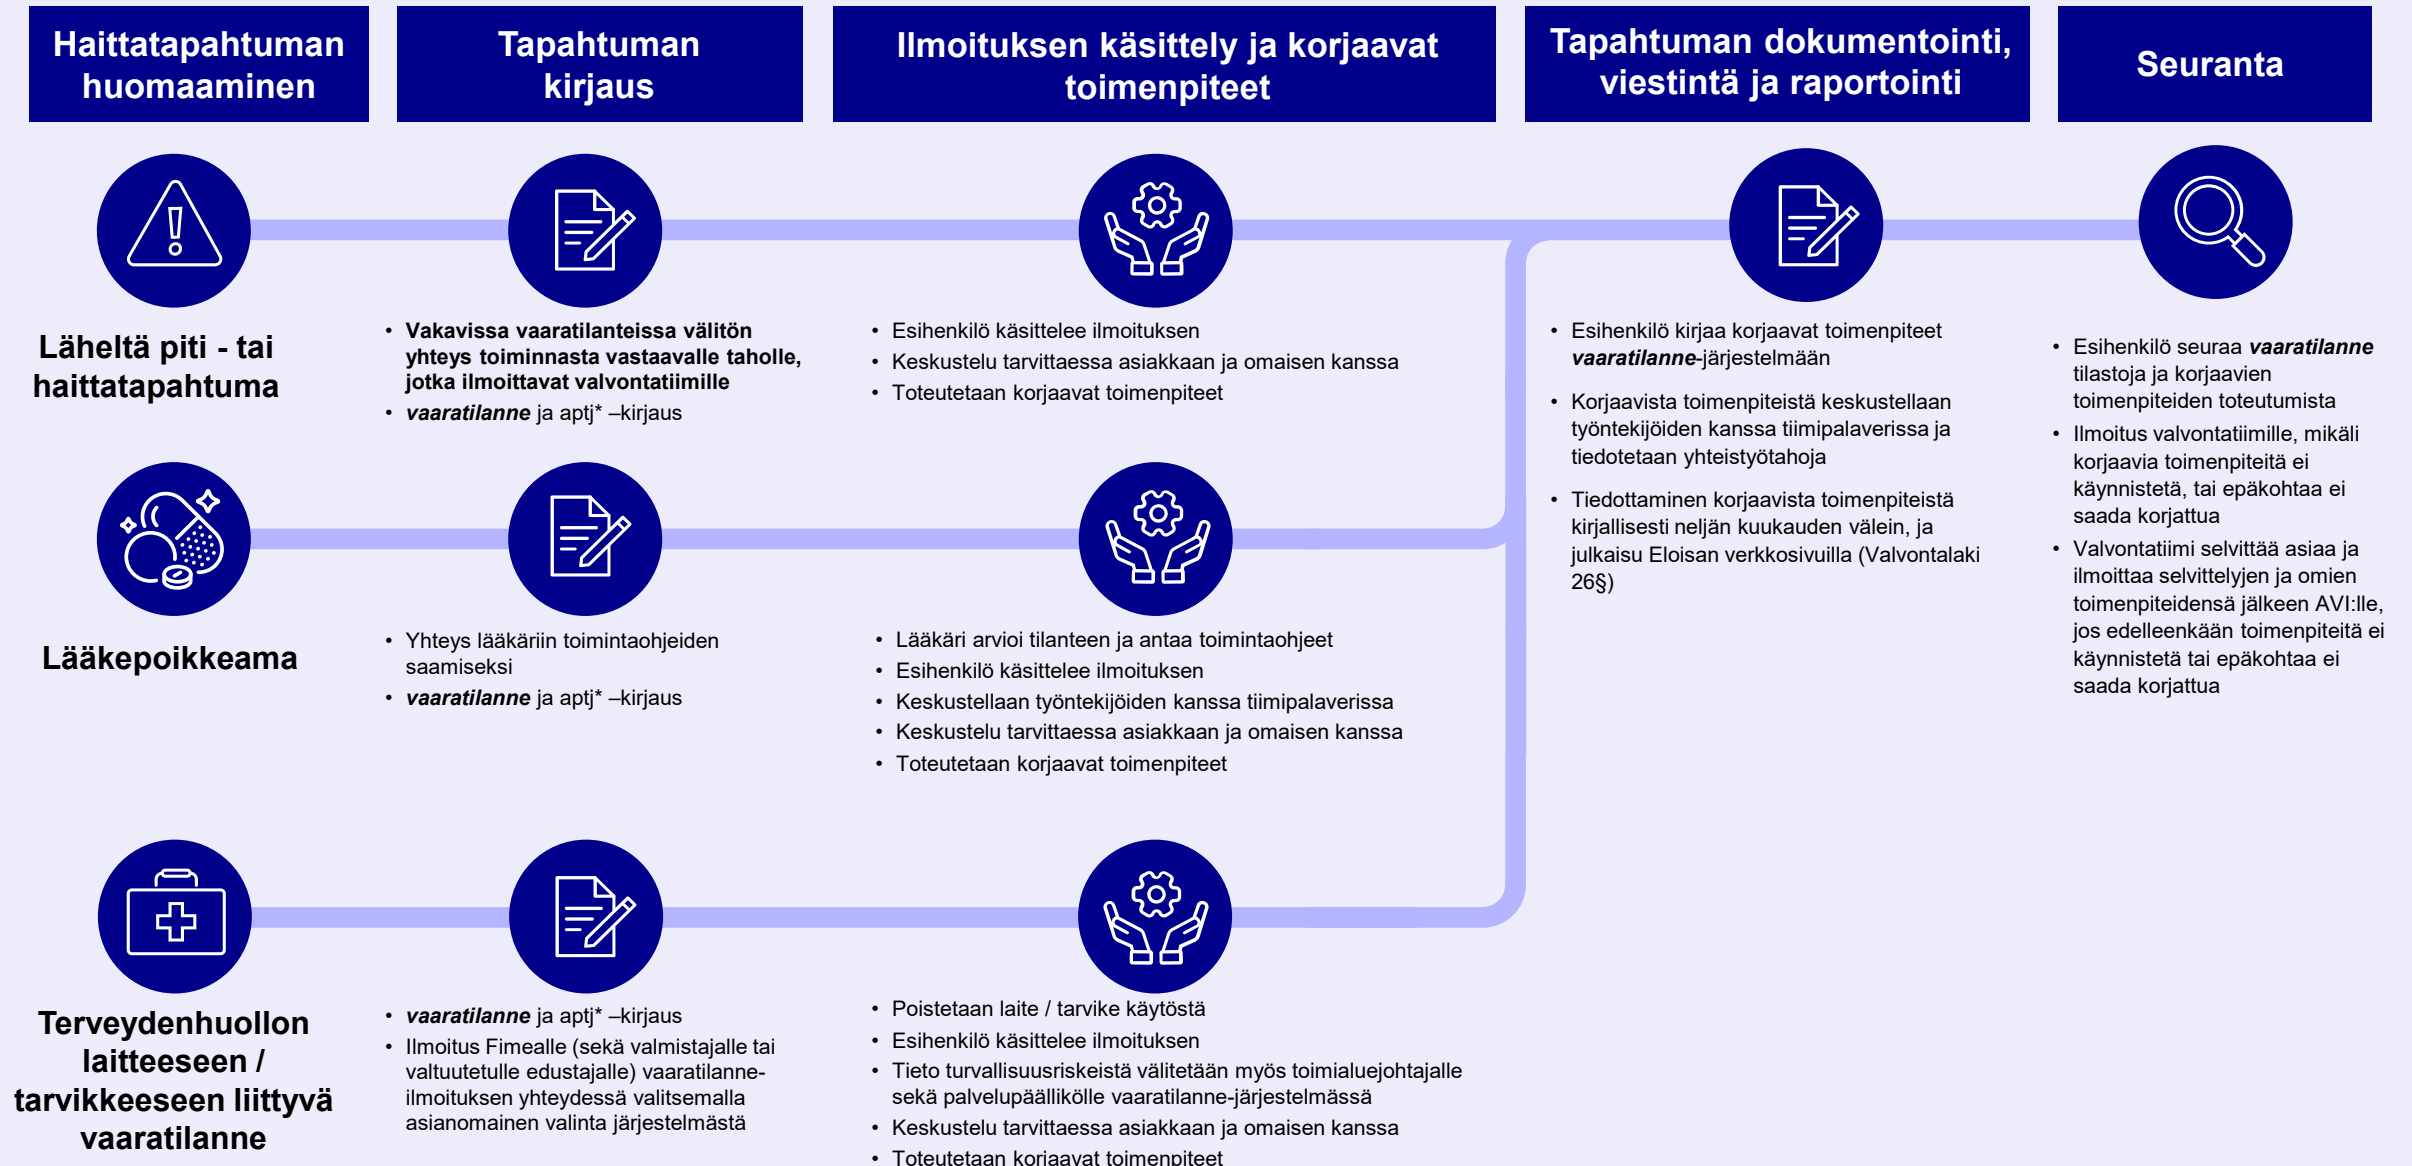 Haittatapahtuman
huomaaminen
Tapahtuman
kirjaus
Ilmoituksen käsittely ja korjaavat
toimenpiteet
Tapahtuman dokumentointi,
viestintä ja raportointi
Seuranta
Läheltä piti - tai
haittatapahtuma
• Vakavissa vaaratilanteissa välitön
yhteys toiminnasta vastaavalle taholle,
jotka ilmoittavat valvontatiimille
• vaaratilanne ja aptj* –kirjaus
• Esihenkilö käsittelee ilmoituksen
• Keskustelu tarvittaessa asiakkaan ja omaisen kanssa
• Toteutetaan korjaavat toimenpiteet
• Esihenkilö kirjaa korjaavat toimenpiteet
vaaratilanne-järjestelmään
• Korjaavista toimenpiteistä keskustellaan
työntekijöiden kanssa tiimipalaverissa ja
tiedotetaan yhteistyötahoja
• Tiedottaminen korjaavista toimenpiteistä
kirjallisesti neljän kuukauden välein, ja
julkaisu Eloisan verkkosivuilla (Valvontalaki
26§)
• Esihenkilö seuraa vaaratilanne
tilastoja ja korjaavien
toimenpiteiden toteutumista
• Ilmoitus valvontatiimille, mikäli
korjaavia toimenpiteitä ei
käynnistetä, tai epäkohtaa ei
saada korjattua
• Valvontatiimi selvittää asiaa ja
ilmoittaa selvittelyjen ja omien
toimenpiteidensä jälkeen AVI:lle,
jos edelleenkään toimenpiteitä ei
käynnistetä tai epäkohtaa ei
saada korjattua
Lääkepoikkeama
• Yhteys lääkäriin toimintaohjeiden
saamiseksi
• vaaratilanne ja aptj* –kirjaus
• Lääkäri arvioi tilanteen ja antaa toimintaohjeet
• Esihenkilö käsittelee ilmoituksen
• Keskustellaan työntekijöiden kanssa tiimipalaverissa
• Keskustelu tarvittaessa asiakkaan ja omaisen kanssa
• Toteutetaan korjaavat toimenpiteet
Terveydenhuollon
laitteeseen /
tarvikkeeseen liittyvä
vaaratilanne
• vaaratilanne ja aptj* –kirjaus
• Ilmoitus Fimealle (sekä valmistajalle tai
valtuutetulle edustajalle) vaaratilanne-
ilmoituksen yhteydessä valitsemalla
asianomainen valinta järjestelmästä
• Poistetaan laite / tarvike käytöstä
• Esihenkilö käsittelee ilmoituksen
• Tieto turvallisuusriskeistä välitetään myös toimialuejohtajalle
sekä palvelupäällikölle vaaratilanne-järjestelmässä
• Keskustelu tarvittaessa asiakkaan ja omaisen kanssa
• Toteutetaan korjaavat toimenpiteet